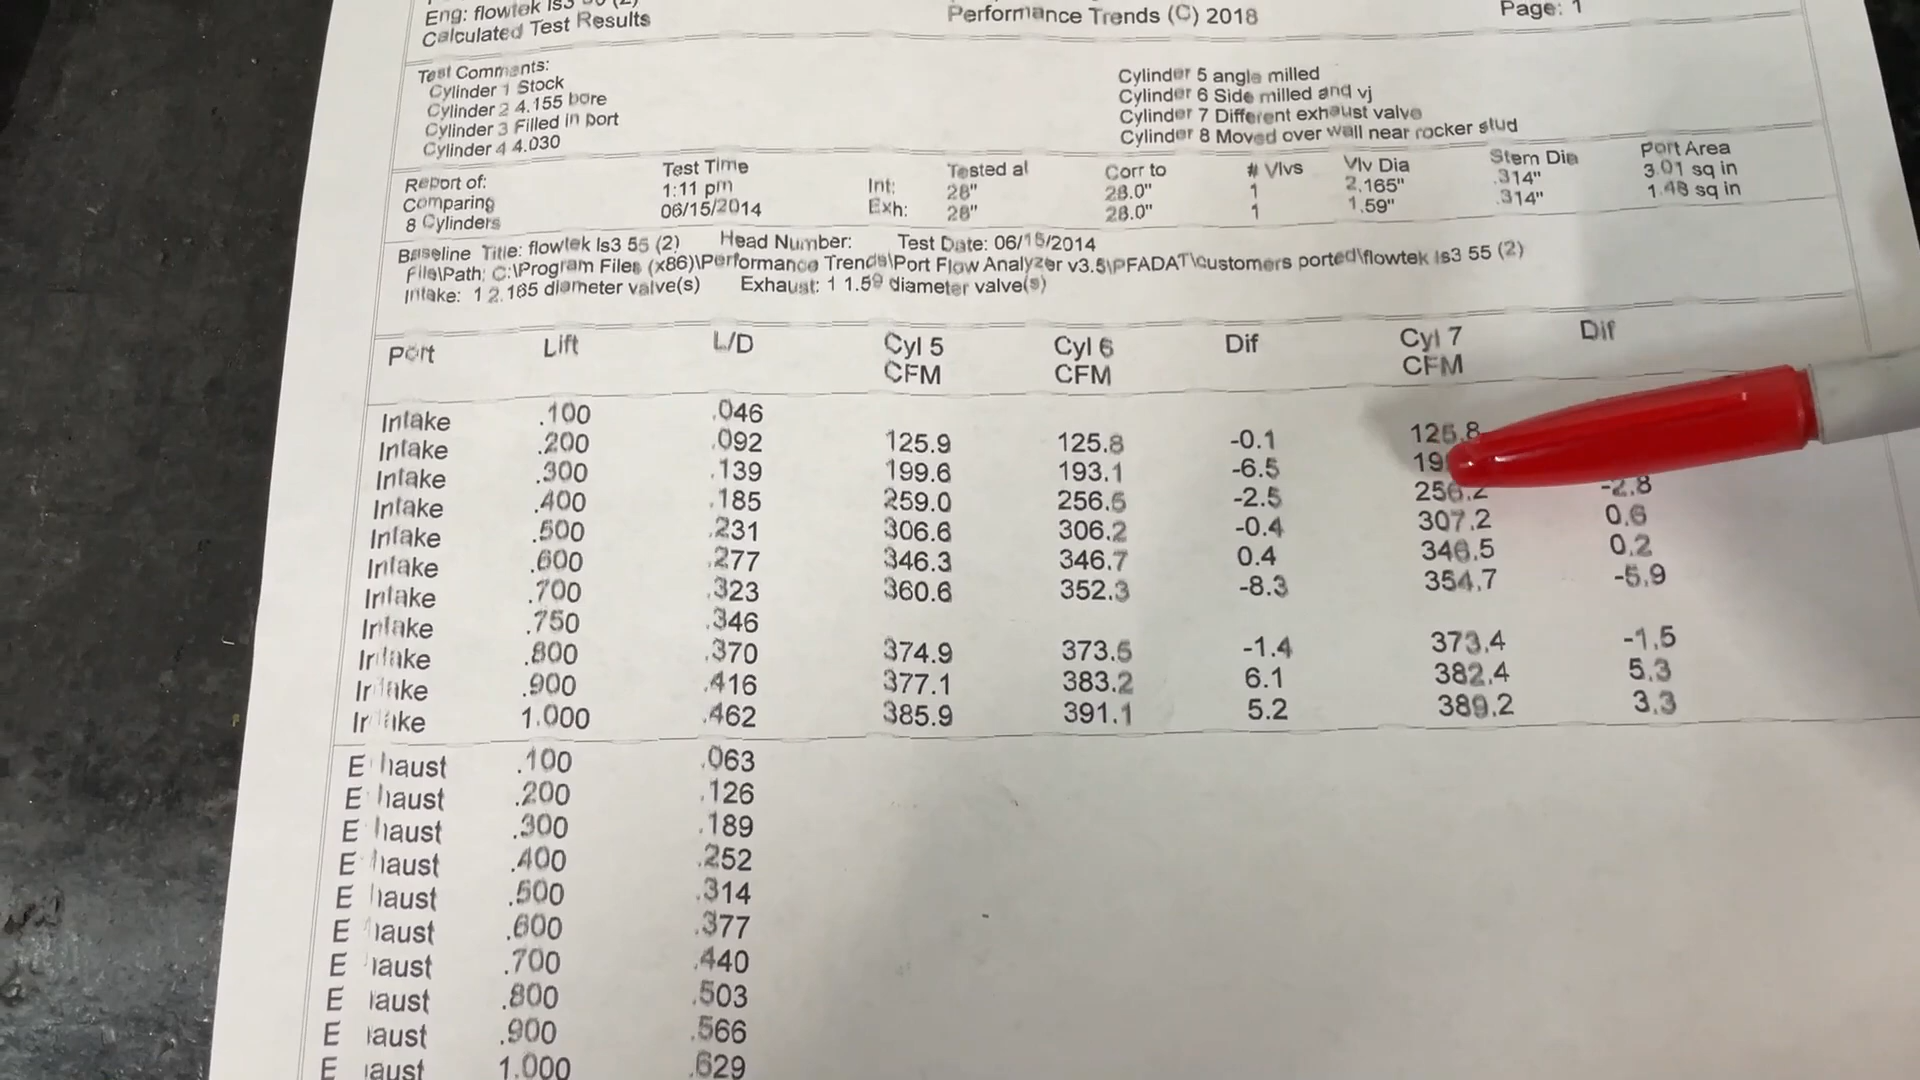 Eng: flowtek ls3
Calculated Test Results
Performance Trends (C) 2018
Page: 1
Test Comments:
Cylinder 1 Stock
Cylinder 2 4.155 bore
Cylinder 3 Filled in port
Cylinder 4 4.030
Cylinder 5 angle milled
Cylinder 6 Side milled and vj
Cylinder 7 Different exhaust valve
Cylinder 8 Moved over wall near rocker stud
Report of: Test Time Tested at Corr to # Vlvs Vlv Dia Stem Dia Port Area
Comparing 1:11 pm Int: 28" 28.0" 1 2.165" .314" 3.01 sq in
8 Cylinders 06/15/2014 Exh: 28" 28.0" 1 1.59" .314" 1.48 sq in
Baseline Title: flowtek ls3 55 (2) Head Number: Test Date: 06/15/2014
File\Path: C:\Program Files (x86)\Performance Trends\Port Flow Analyzer v3.5\PFADAT\customers ported\flowtek ls3 55 (2)
Intake: 1 2.165 diameter valve(s) Exhaust: 1 1.59 diameter valve(s)
Port Lift L/D Cyl 5 Cyl 6 Dif Cyl 7 Dif
CFM CFM CFM
Intake .100 .046
Intake .200 .092 125.9 125.8 -0.1 125.8
Intake .300 .139 199.6 193.1 -6.5
Intake .400 .185 259.0 256.5 -2.5 256.2 -2.8
Intake .500 .231 306.6 306.2 -0.4 307.2 0.6
Intake .600 .277 346.3 346.7 0.4 346.5 0.2
Intake .700 .323 360.6 352.3 -8.3 354.7 -5.9
Intake .750 .346
Intake .800 .370 374.9 373.5 -1.4 373.4 -1.5
Intake .900 .416 377.1 383.2 6.1 382.4 5.3
Intake 1.000 .462 385.9 391.1 5.2 389.2 3.3
Exhaust .100 .063
Exhaust .200 .126
Exhaust .300 .189
Exhaust .400 .252
Exhaust .500 .314
Exhaust .600 .377
Exhaust .700 .440
Exhaust .800 .503
Exhaust .900 .566
Exhaust 1.000 .629